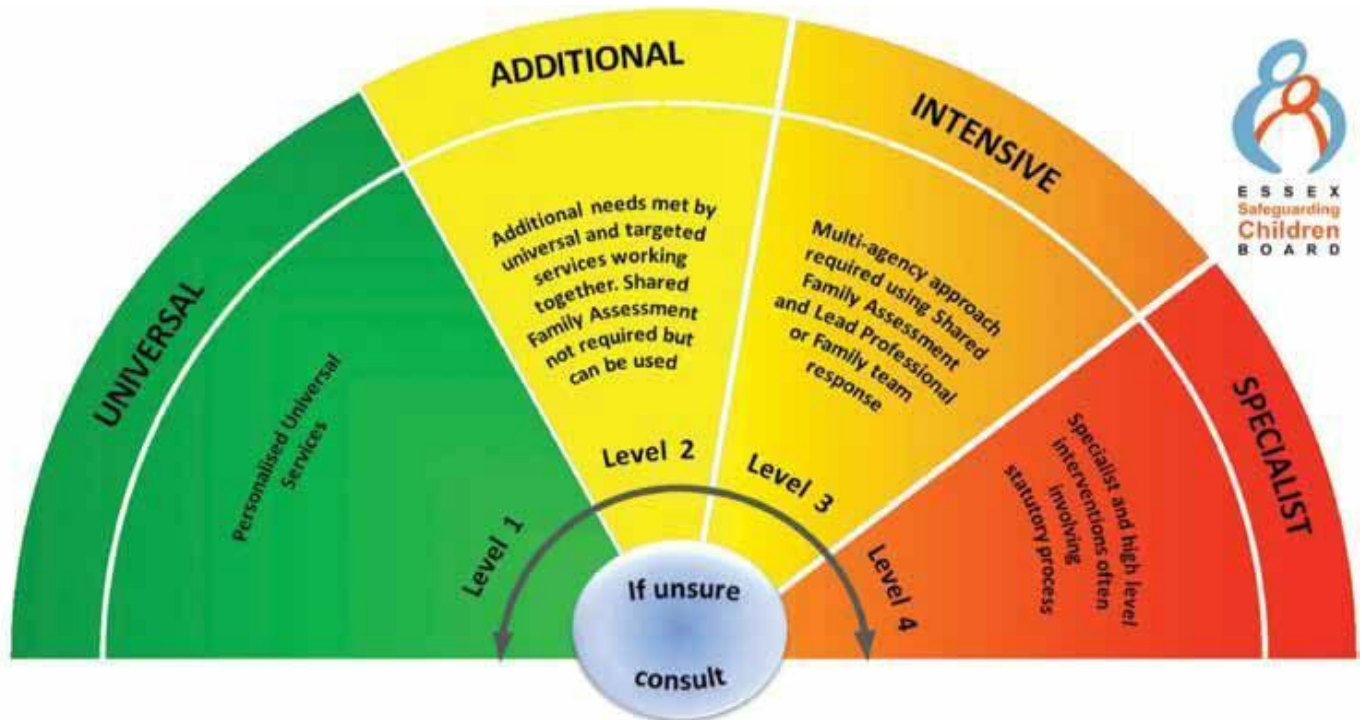 UNIVERSAL
Personalised Universal
Services
Level 1
ADDITIONAL
Additional needs met by
universal and targeted
services working
together. Shared
Family Assessment
not required but
can be used
Level 2
INTENSIVE
Multi-agency approach
required using Shared
Family Assessment
and Lead Professional
or Family team
response
Level 3
SPECIALIST
Specialist and high level
interventions often
involving
statutory process
Level 4
If unsure
consult
ESSEX
Safeguarding
Children
BOARD